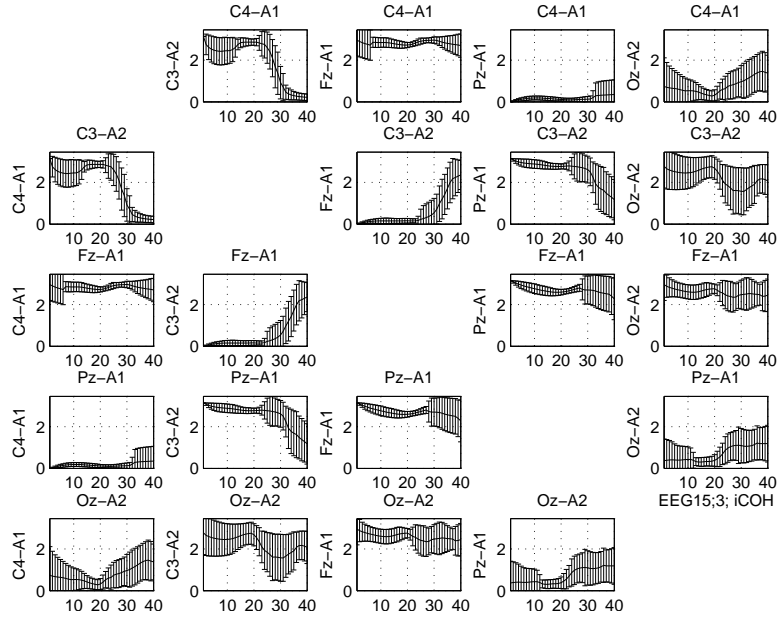 C4−A1 C4−A1 C4−A1 C4−A1
C3−A2 Fz−A1 Pz−A1 Oz−A2
2 2 2 2
0 0 0 0
10 20 30 40 10 20 30 40 10 20 30 40 10 20 30 40
C3−A2 C3−A2 C3−A2 C3−A2
C4−A1 Fz−A1 Pz−A1 Oz−A2
2 2 2 2
0 0 0 0
10 20 30 40 10 20 30 40 10 20 30 40 10 20 30 40
Fz−A1 Fz−A1 Fz−A1 Fz−A1
C4−A1 C3−A2 Pz−A1 Oz−A2
2 2 2 2
0 0 0 0
10 20 30 40 10 20 30 40 10 20 30 40 10 20 30 40
Pz−A1 Pz−A1 Pz−A1 Pz−A1
C4−A1 C3−A2 Fz−A1 Oz−A2
2 2 2 2
0 0 0 0
10 20 30 40 10 20 30 40 10 20 30 40 10 20 30 40
Oz−A2 Oz−A2 Oz−A2 Oz−A2 EEG15;3; iCOH
C4−A1 C3−A2 Fz−A1 Pz−A1
2 2 2 2
0 0 0 0
10 20 30 40 10 20 30 40 10 20 30 40 10 20 30 40